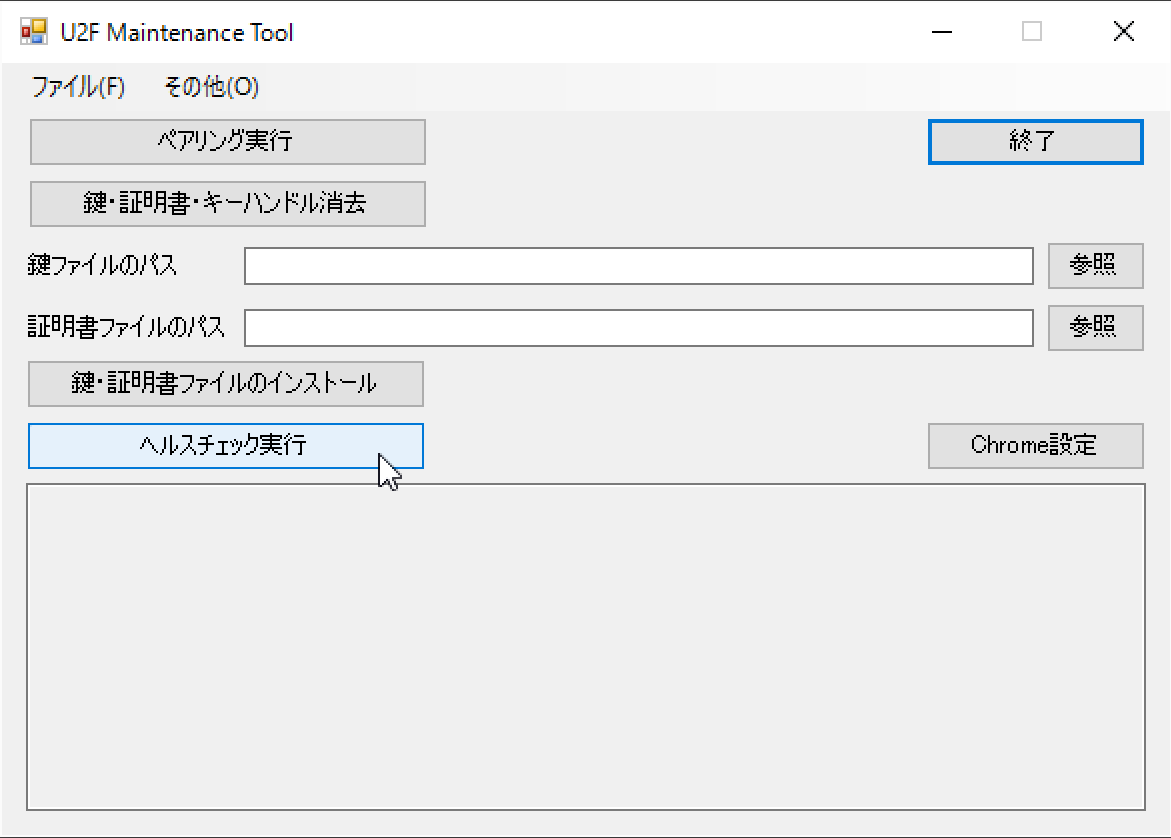 U2F Maintenance Tool
ファイル(F) その他(O)
ペアリング実行 終了
鍵・証明書・キーハンドル消去
鍵ファイルのパス 参照
証明書ファイルのパス 参照
鍵・証明書ファイルのインストール
ヘルスチェック実行 Chrome設定